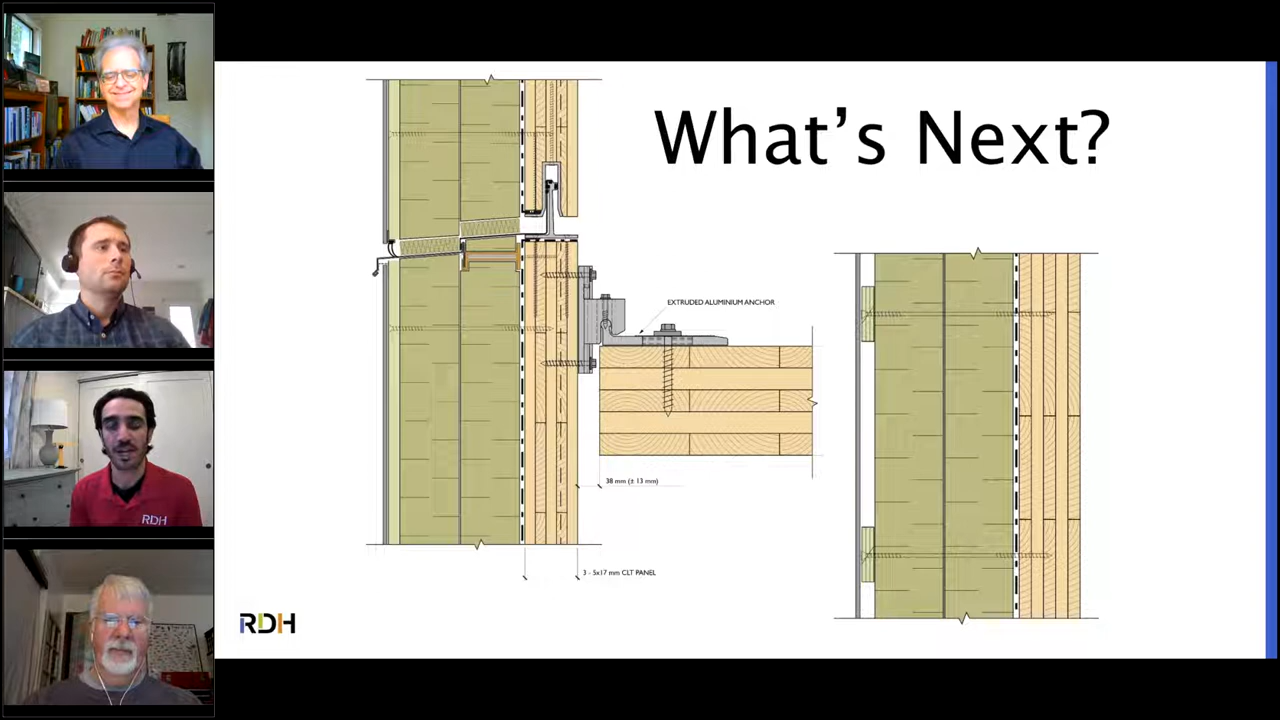 What's Next?
EXTRUDED ALUMINIUM ANCHOR
38 mm (± 13 mm)
3 - 5x17 mm CLT PANEL
RDH
RDH